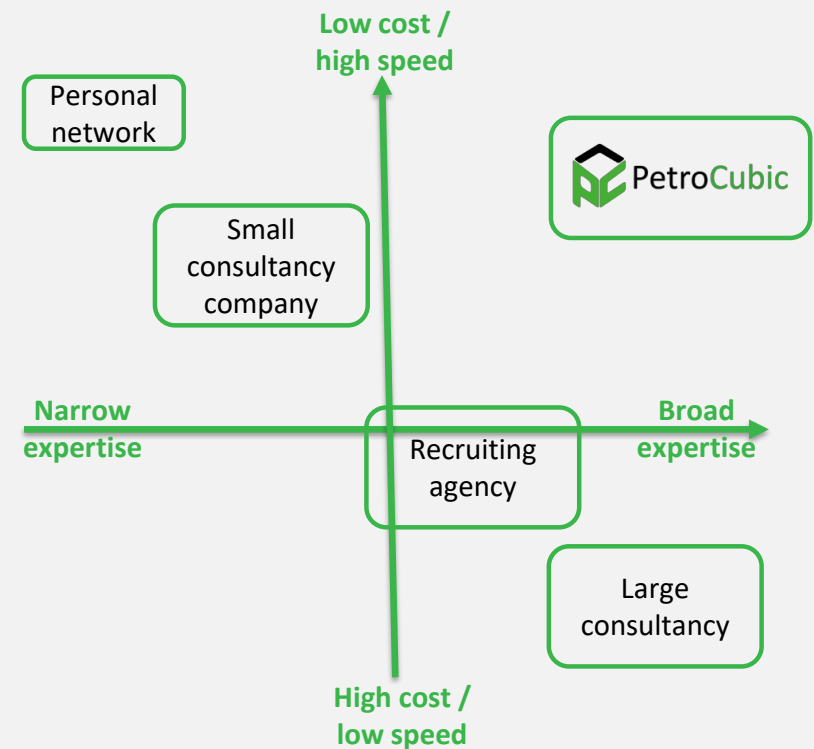 Low cost /
high speed
Personal
network
PetroCubic
Small
consultancy
company
Narrow
expertise
Broad
expertise
Recruiting
agency
Large
consultancy
High cost /
low speed